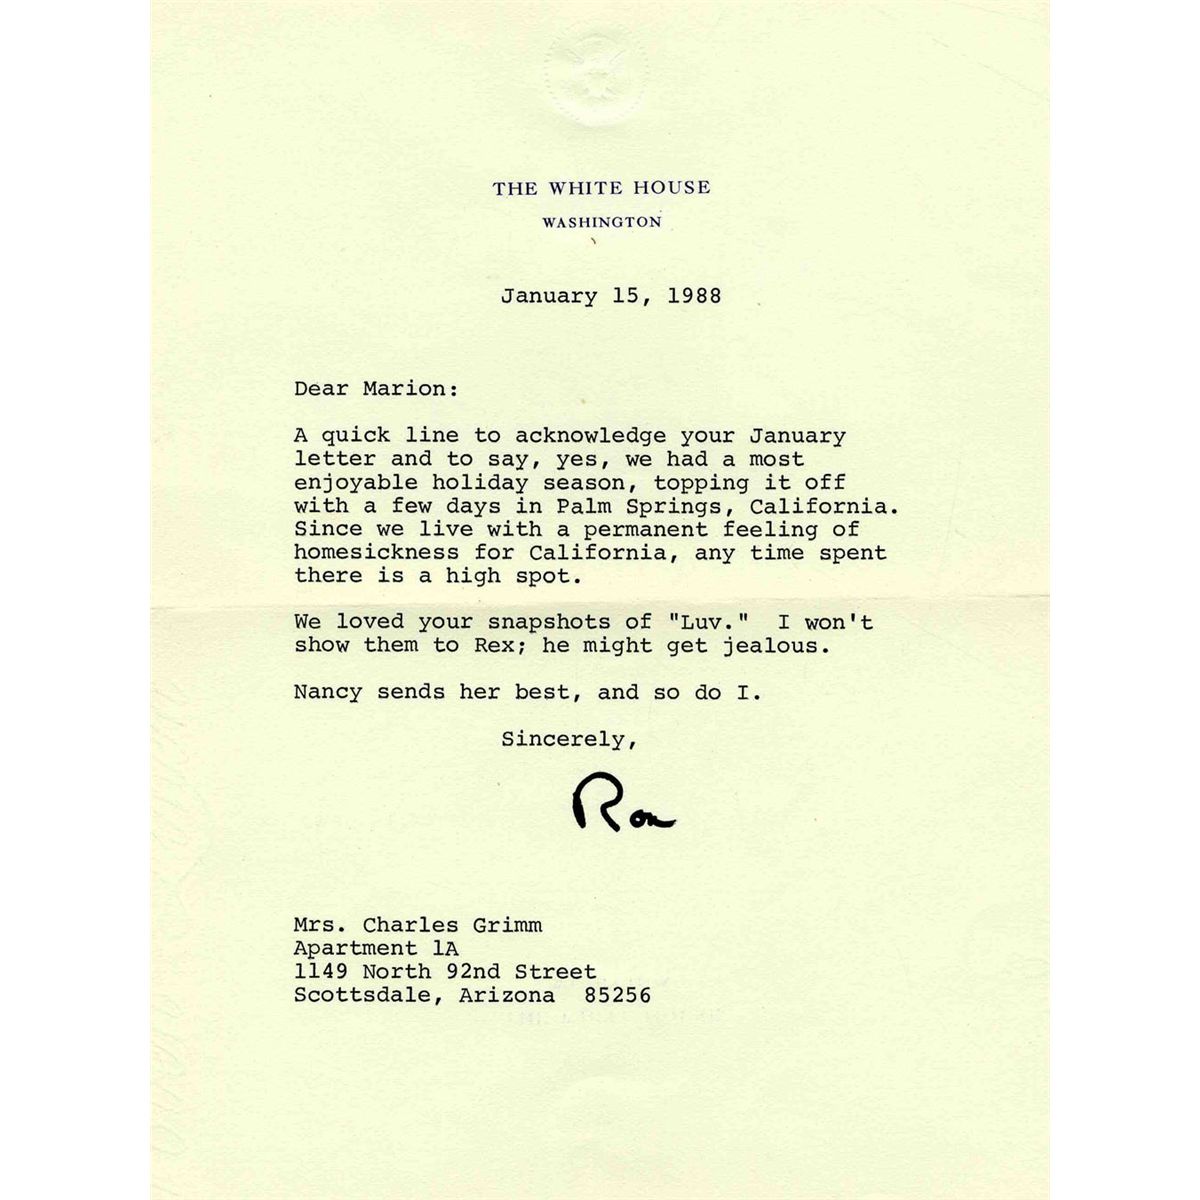 THE WHITE HOUSE
WASHINGTON
January 15, 1988
Dear Marion:
A quick line to acknowledge your January
letter and to say, yes, we had a most
enjoyable holiday season, topping it off
with a few days in Palm Springs, California.
Since we live with a permanent feeling of
homesickness for California, any time spent
there is a high spot.
We loved your snapshots of "Luv."  I won't
show them to Rex; he might get jealous.
Nancy sends her best, and so do I.
Sincerely,
Ron
Mrs. Charles Grimm
Apartment 1A
1149 North 92nd Street
Scottsdale, Arizona  85256